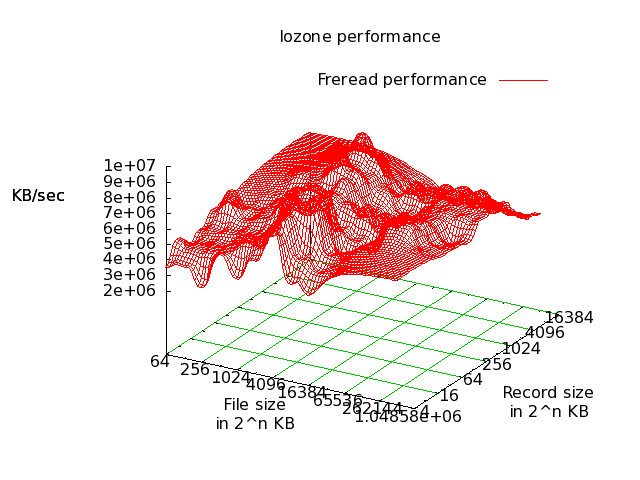 Iozone performance
Freread performance
KB/sec
1e+07
9e+06
8e+06
7e+06
6e+06
5e+06
4e+06
3e+06
2e+06
64
256
1024
4096
16384
65536
262144
1.04858e+06
File size
in 2^n KB
4
16
64
256
1024
4096
16384
Record size
in 2^n KB